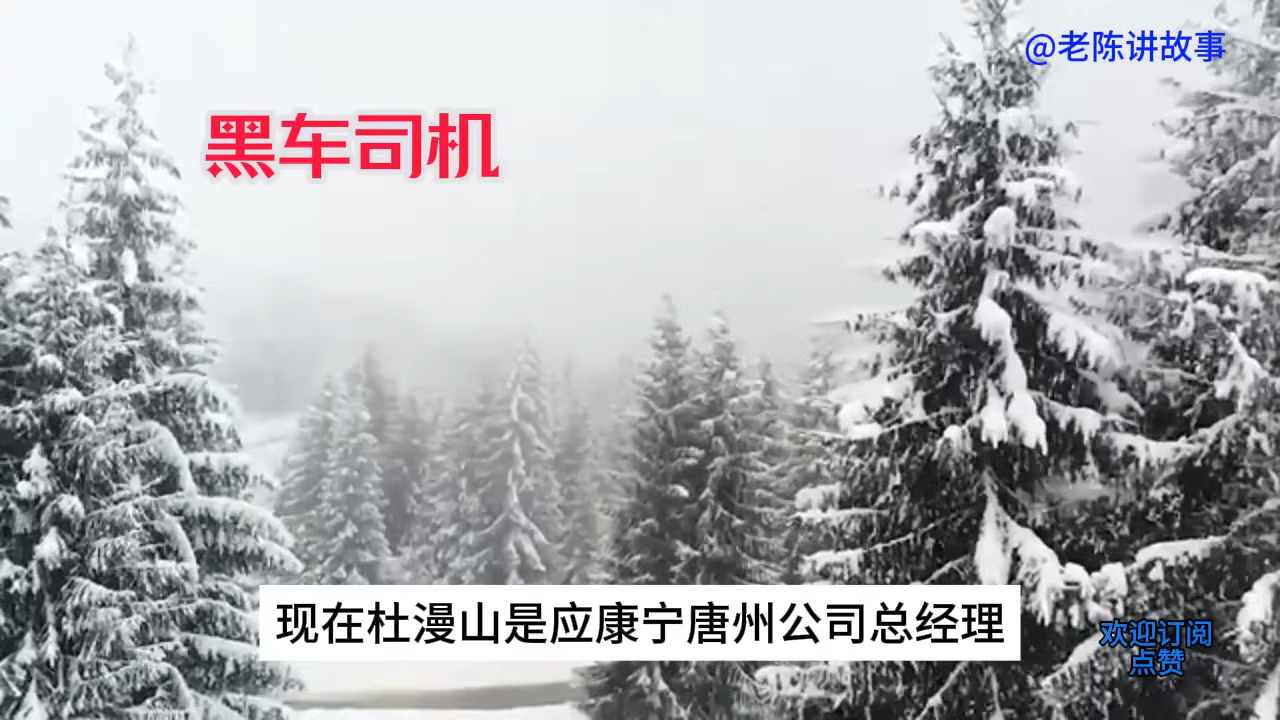 @老陈讲故事
黑车司机
现在杜漫山是应康宁唐州公司总经理
欢迎订阅
点赞